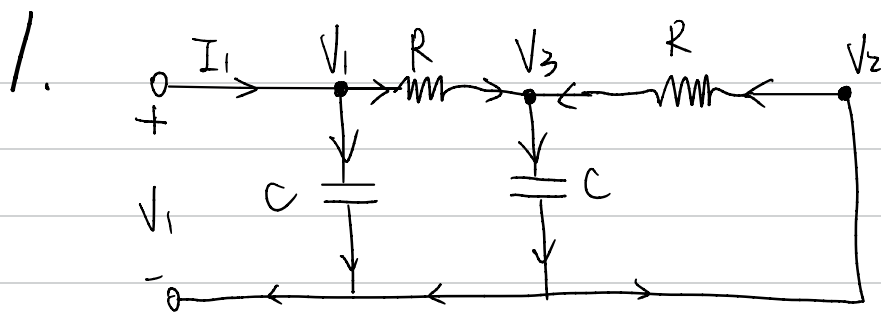 1.
I₁ V₁ R V₃ R V₂
+
C C
V₁
-